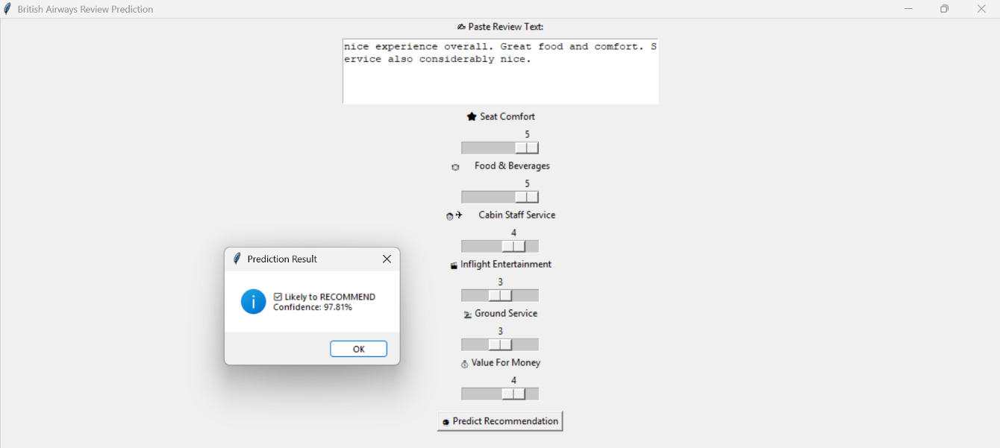 British Airways Review Prediction
✍ Paste Review Text:
nice experience overall. Great food and comfort. S
ervice also considerably nice.
★ Seat Comfort
5
🍽 Food & Beverages
5
🧑‍✈ Cabin Staff Service
4
🎬 Inflight Entertainment
3
Ground Service
3
💰 Value For Money
4
Predict Recommendation
Prediction Result
☑ Likely to RECOMMEND
Confidence: 97.81%
OK